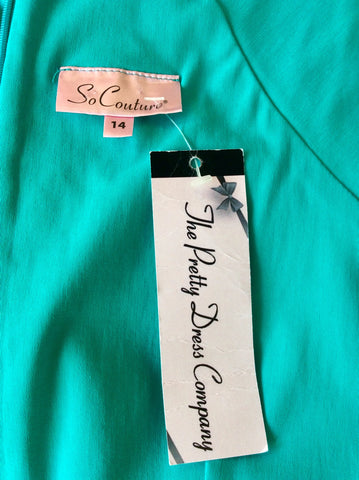 So Couture®
14
The Pretty Dress Company